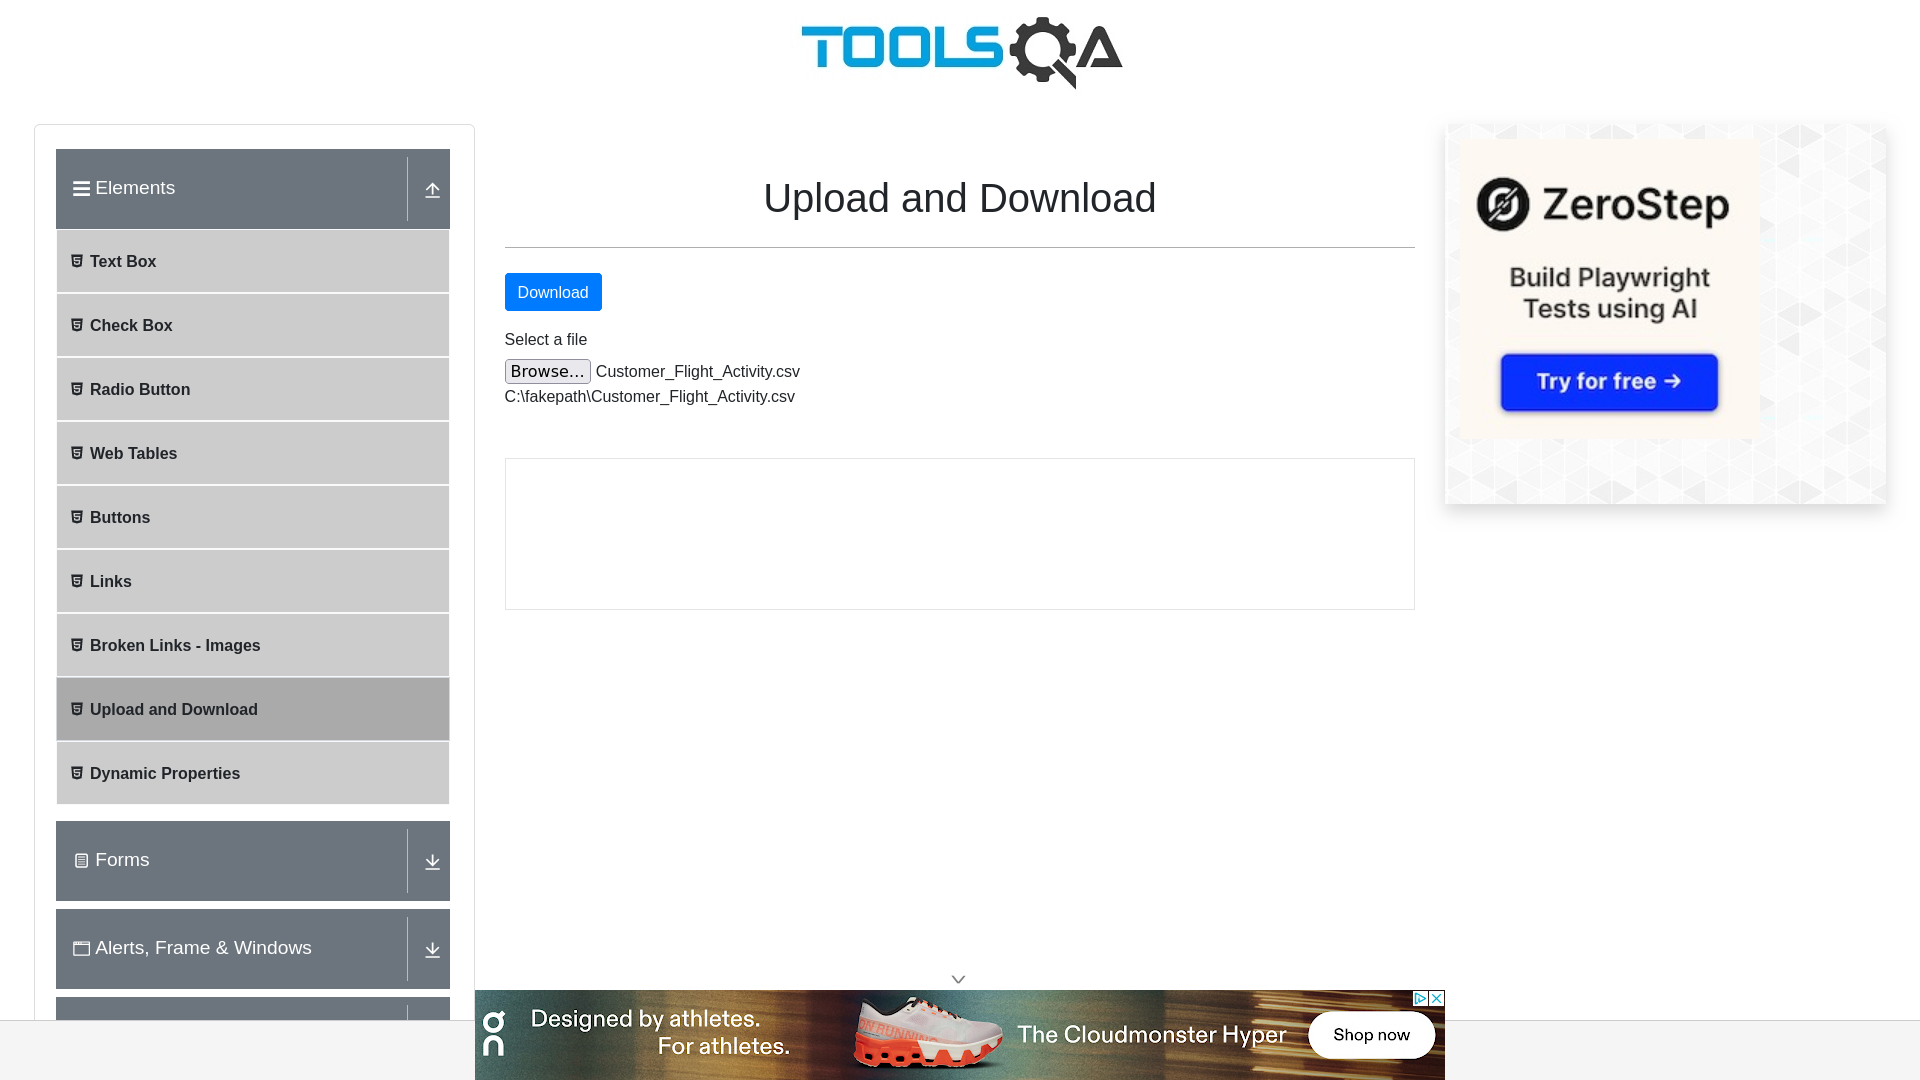 TOOLSQA
Elements
Text Box
Check Box
Radio Button
Web Tables
Buttons
Links
Broken Links - Images
Upload and Download
Dynamic Properties
Forms
Alerts, Frame & Windows
Upload and Download
Download
Select a file
Browse... Customer_Flight_Activity.csv
C:\fakepath\Customer_Flight_Activity.csv
ZeroStep
Build Playwright
Tests using AI
Try for free →
on
Designed by athletes.
For athletes.
The Cloudmonster Hyper
Shop now